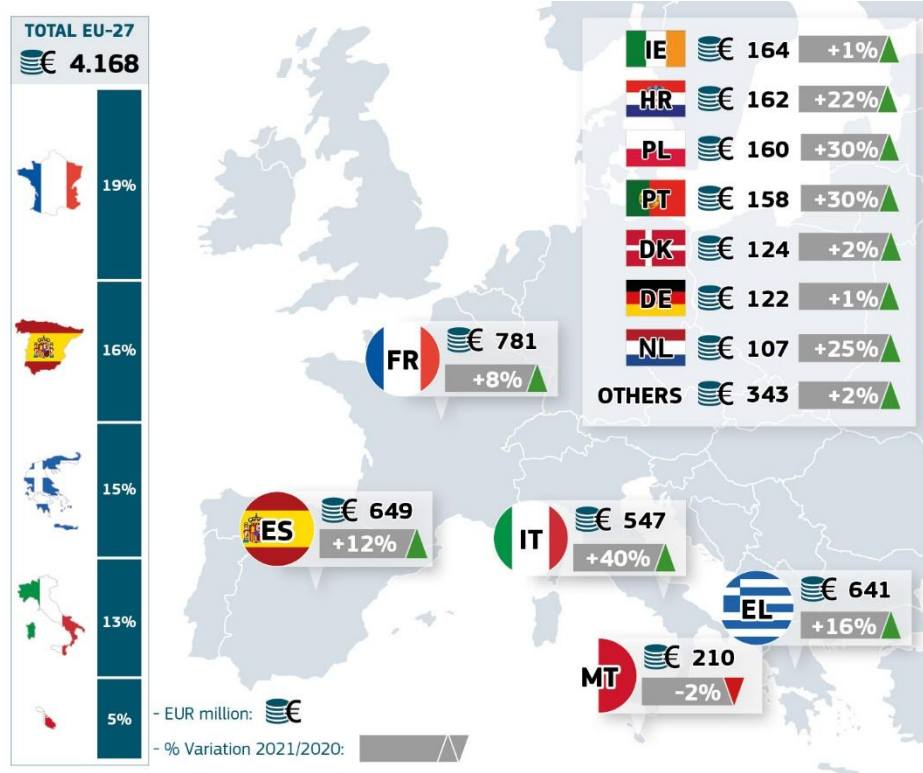 TOTAL EU-27
€ 4.168
19%
16%
15%
13%
5%
IE € 164 +1%
HR € 162 +22%
PL € 160 +30%
PT € 158 +30%
DK € 124 +2%
DE € 122 +1%
NL € 107 +25%
OTHERS € 343 +2%
FR € 781
+8%
ES € 649
+12%
IT € 547
+40%
EL € 641
+16%
MT € 210
-2%
- EUR million: €
- % Variation 2021/2020: